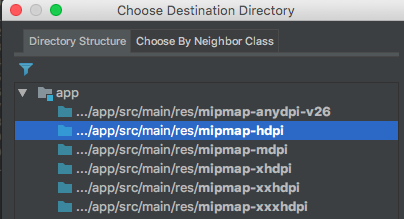 Choose Destination Directory
Directory Structure Choose By Neighbor Class
app
.../app/src/main/res/mipmap-anydpi-v26
.../app/src/main/res/mipmap-hdpi
.../app/src/main/res/mipmap-mdpi
.../app/src/main/res/mipmap-xhdpi
.../app/src/main/res/mipmap-xxhdpi
.../app/src/main/res/mipmap-xxxhdpi